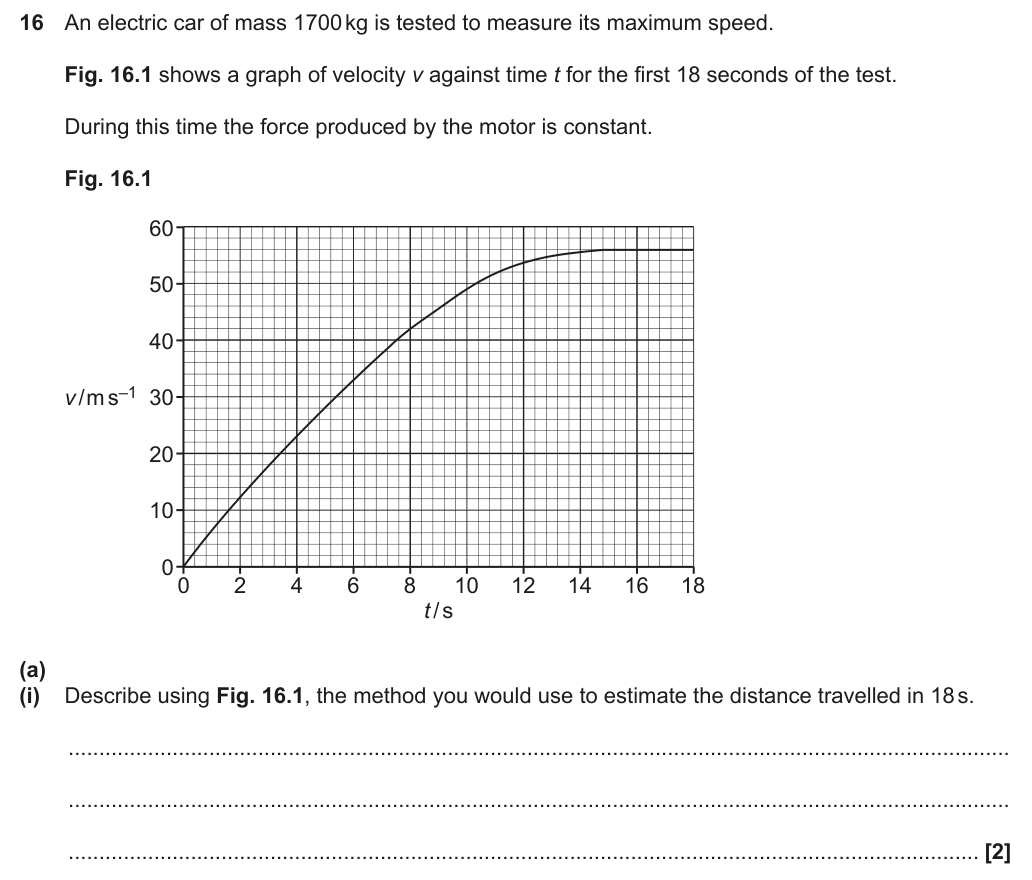 16 An electric car of mass 1700 kg is tested to measure its maximum speed.
Fig. 16.1 shows a graph of velocity v against time t for the first 18 seconds of the test.
During this time the force produced by the motor is constant.
Fig. 16.1
60
50
40
v/m s⁻¹ 30
20
10
0
0 2 4 6 8 10 12 14 16 18
t/s
(a)
(i) Describe using Fig. 16.1, the method you would use to estimate the distance travelled in 18 s.
[2]